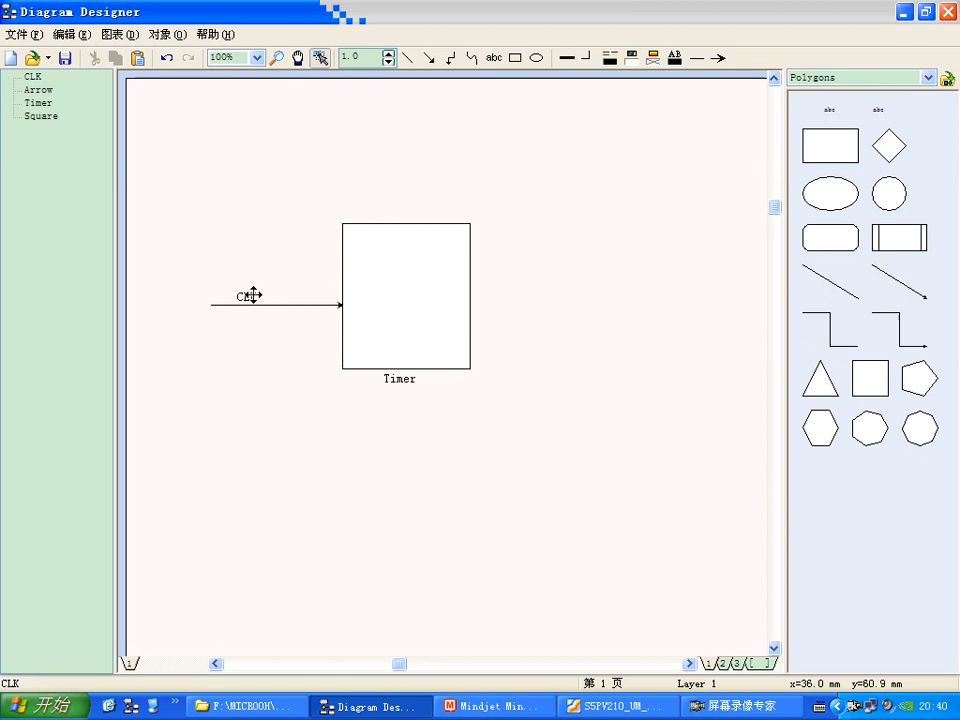 Diagram Designer
文件(F) 编辑(E) 图表(D) 对象(O) 帮助(H)
100% 1.0 abc AB
CLK
Arrow
Timer
Square
Timer
Polygons
abc abc
1
1 2 3 [ ]
CLK 第 1 页 Layer 1 x=36.0 mm y=60.9 mm
开始 F:\MICROOH\... Diagram Des... Mindjet Min... S5PV210_UM_... 屏幕录像专家 20:40